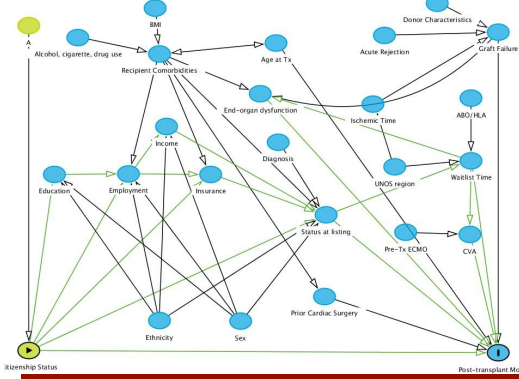 Donor Characteristics
BMI
A
Alcohol, cigarette, drug use
Acute Rejection
Graft Failure
Recipient Comorbidities
Age at Tx
End-organ dysfunction
Ischemic Time
ABO/HLA
Income
Diagnosis
Education
Employment
Insurance
UNOS region
Waitlist Time
Status at listing
Pre-Tx ECMO
CVA
Prior Cardiac Surgery
Ethnicity
Sex
itizenship Status
Post-transplant Mo